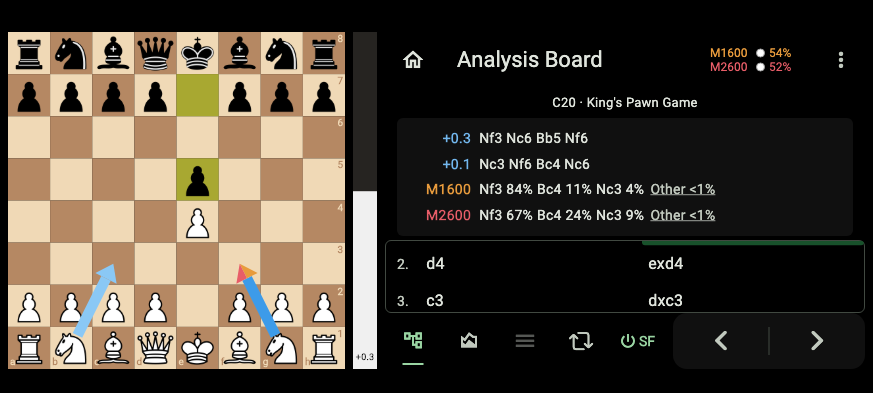 Analysis Board
M1600 54%
M2600 52%
C20 · King's Pawn Game
+0.3 Nf3 Nc6 Bb5 Nf6
+0.1 Nc3 Nf6 Bc4 Nc6
M1600 Nf3 84% Bc4 11% Nc3 4% Other <1%
M2600 Nf3 67% Bc4 24% Nc3 9% Other <1%
2. d4 exd4
3. c3 dxc3
SF
+0.3
8
7
6
5
4
3
2
1
a b c d e f g h